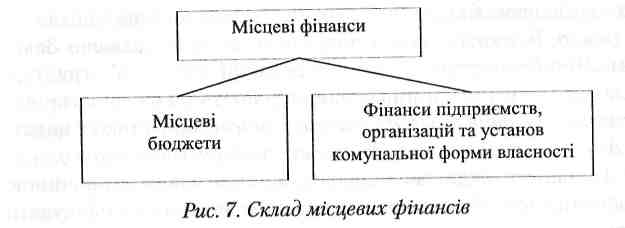 Місцеві фінанси
Місцеві
бюджети
Фінанси підприємств,
організацій та установ
комунальної форми власності
Рис. 7. Склад місцевих фінансів